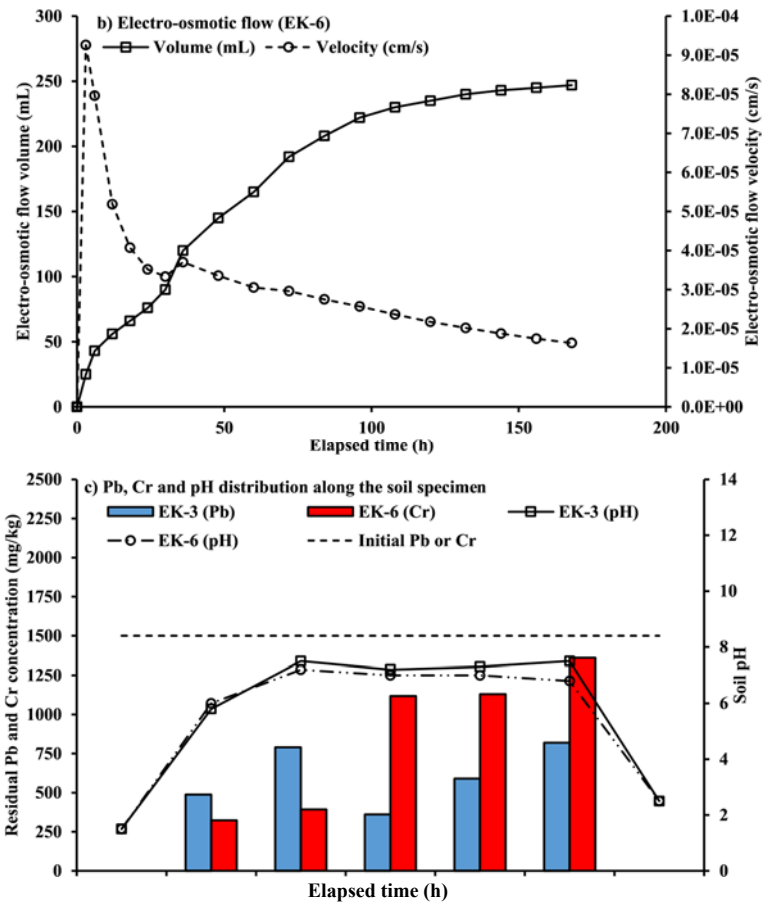 b) Electro-osmotic flow (EK-6)
Volume (mL) Velocity (cm/s)
Electro-osmotic flow volume (mL)
300
250
200
150
100
50
0
1.0E-04
9.0E-05
8.0E-05
7.0E-05
6.0E-05
5.0E-05
4.0E-05
3.0E-05
2.0E-05
1.0E-05
0.0E+00
Electro-osmotic flow velocity (cm/s)
0 50 100 150 200
Elapsed time (h)
c) Pb, Cr and pH distribution along the soil specimen
EK-3 (Pb) EK-6 (Cr) EK-3 (pH)
EK-6 (pH) Initial Pb or Cr
Residual Pb and Cr concentration (mg/kg)
2500
2250
2000
1750
1500
1250
1000
750
500
250
0
14
12
10
8
6
4
2
0
Soil pH
Elapsed time (h)